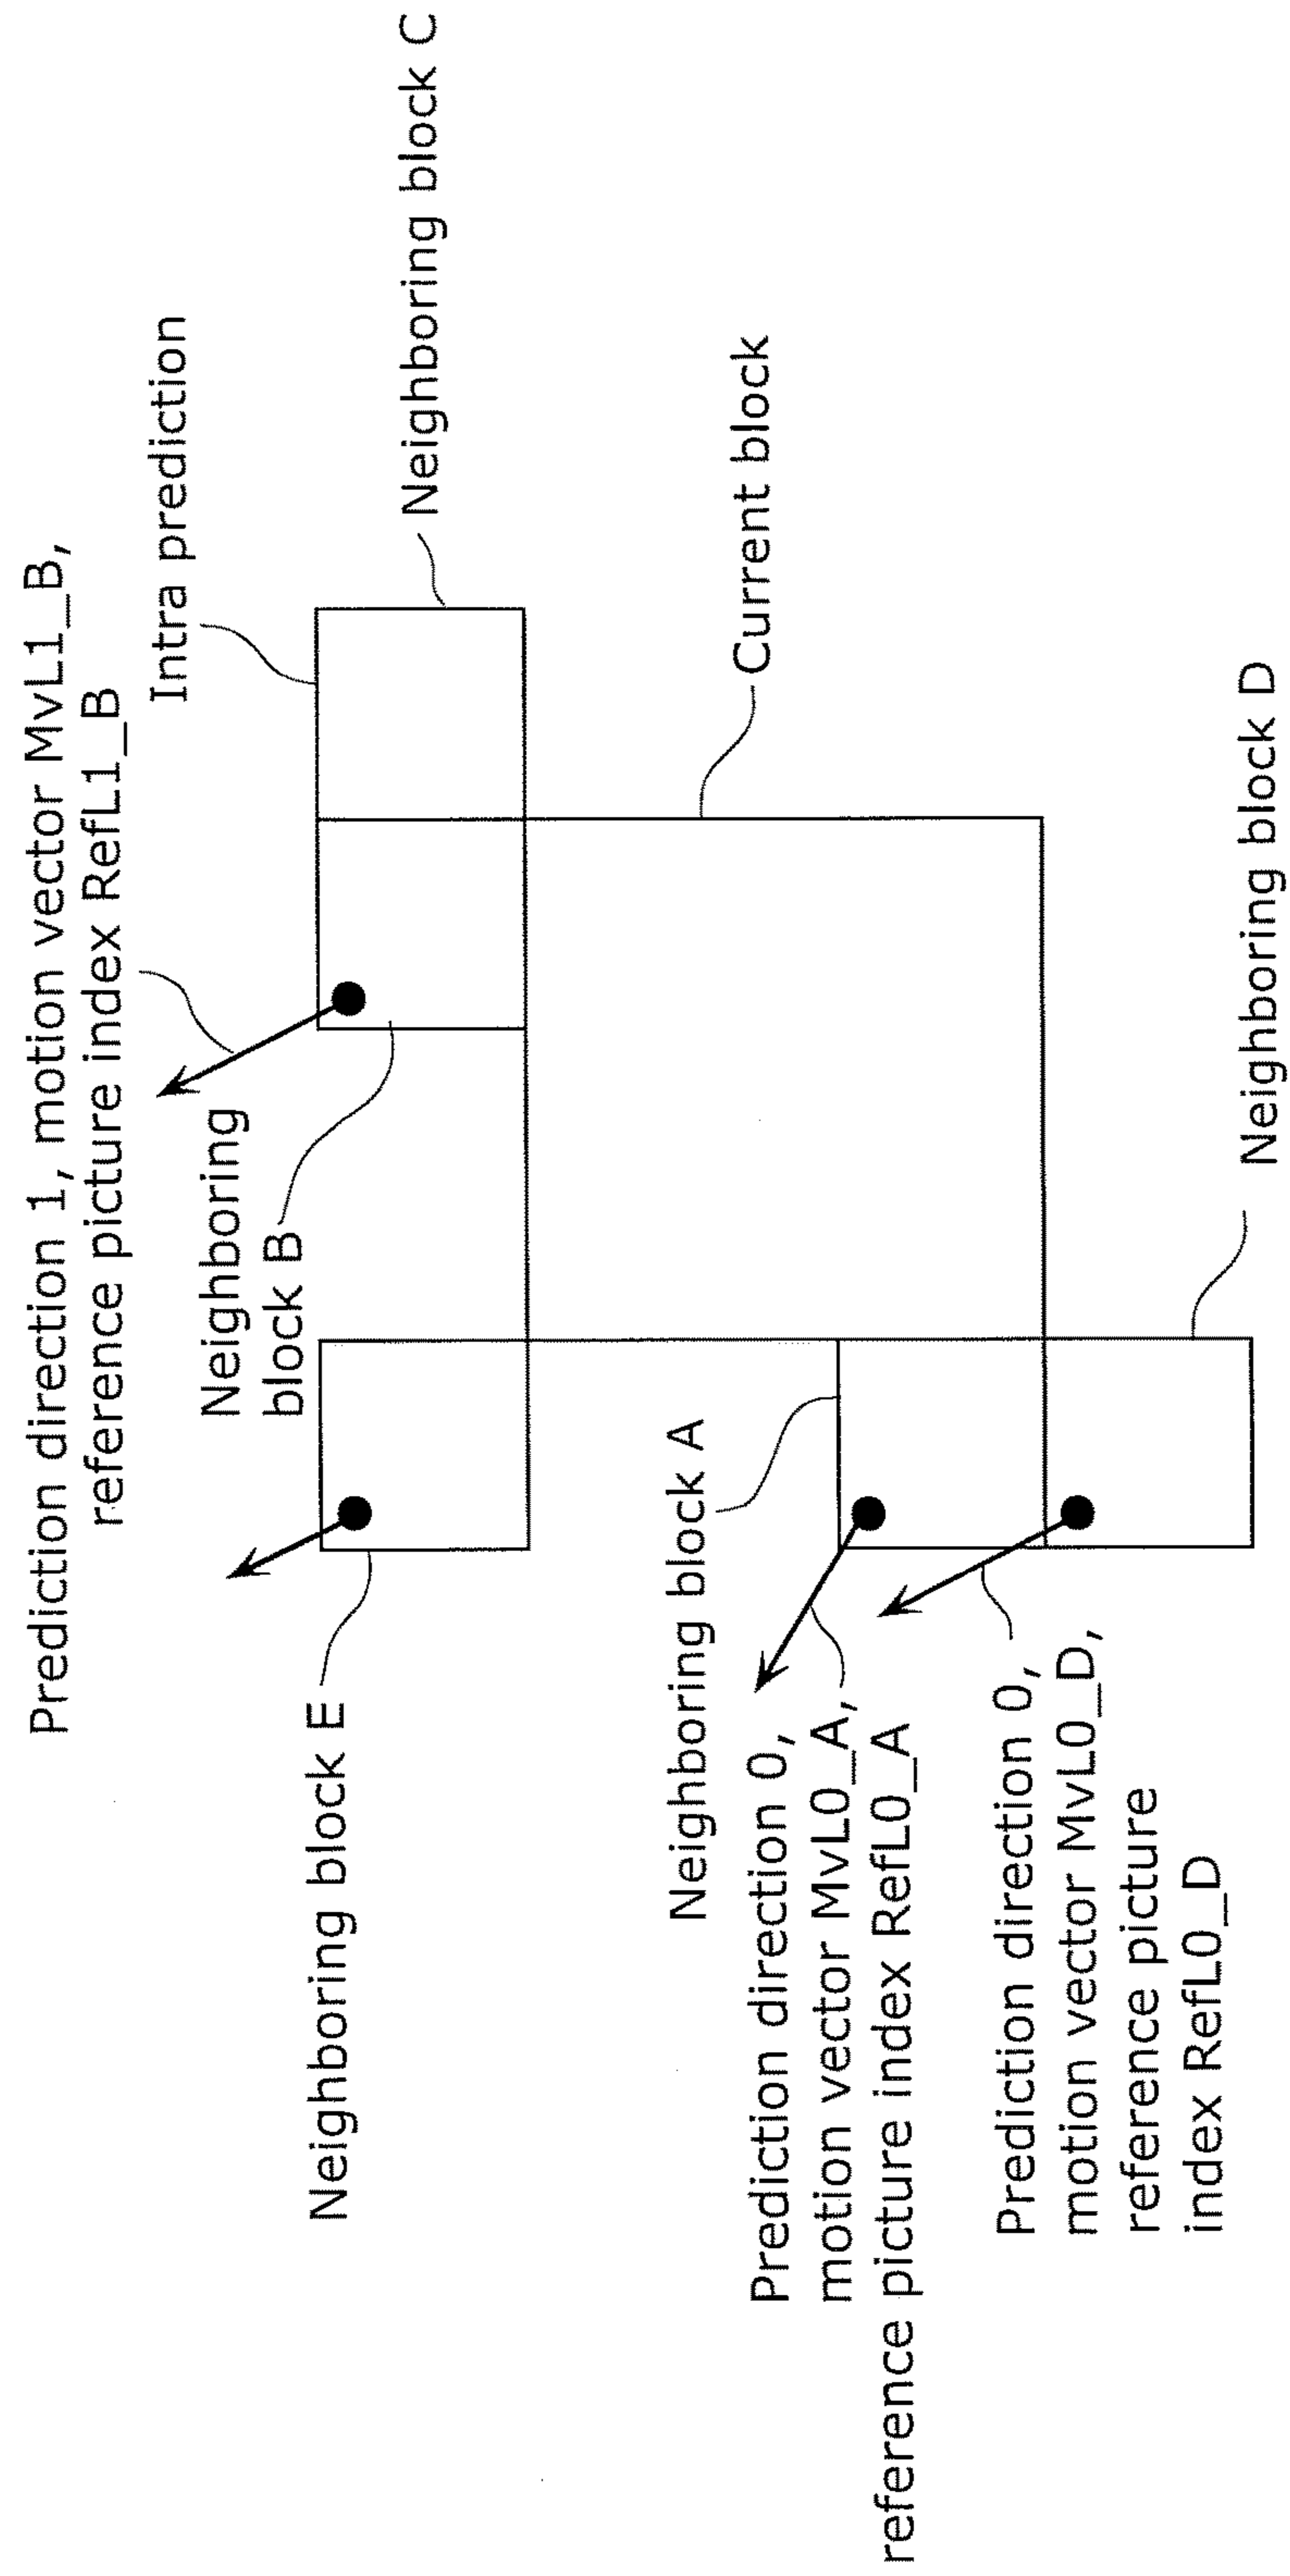 Prediction direction 1, motion vector MvL1_B,
reference picture index RefL1_B
Intra prediction
Neighboring
block B
Neighboring block E
Neighboring block C
Neighboring block A
Current block
Prediction direction 0,
motion vector MvL0_A,
reference picture index RefL0_A
Prediction direction 0,
motion vector MvL0_D,
reference picture
index RefL0_D
Neighboring block D